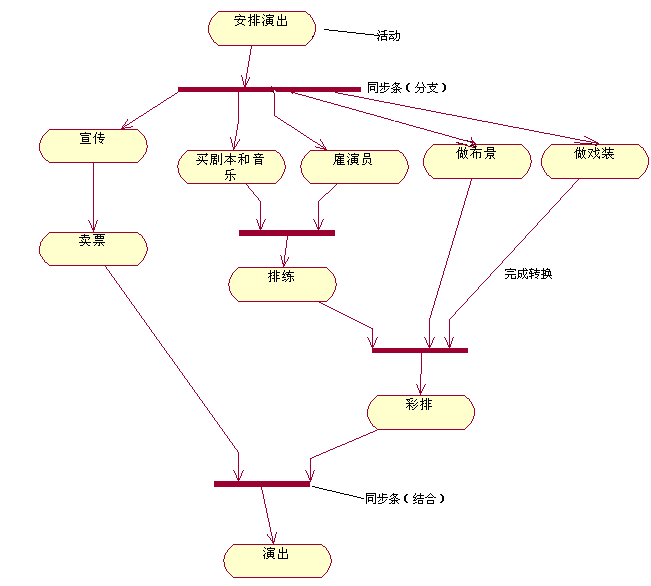 安排演出
活动
同步条（分支）
宣传
买剧本和音
乐
雇演员
做布景
做戏装
卖票
排练
完成转换
彩排
同步条（结合）
演出